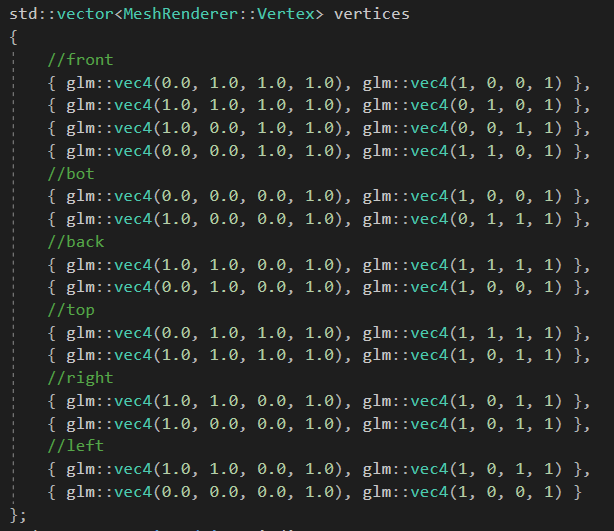 std::vector<MeshRenderer::Vertex> vertices
{
    //front
    { glm::vec4(0.0, 1.0, 1.0, 1.0), glm::vec4(1, 0, 0, 1) },
    { glm::vec4(1.0, 1.0, 1.0, 1.0), glm::vec4(0, 1, 0, 1) },
    { glm::vec4(1.0, 0.0, 1.0, 1.0), glm::vec4(0, 0, 1, 1) },
    { glm::vec4(0.0, 0.0, 1.0, 1.0), glm::vec4(1, 1, 0, 1) },
    //bot
    { glm::vec4(0.0, 0.0, 0.0, 1.0), glm::vec4(1, 0, 0, 1) },
    { glm::vec4(1.0, 0.0, 0.0, 1.0), glm::vec4(0, 1, 1, 1) },
    //back
    { glm::vec4(1.0, 1.0, 0.0, 1.0), glm::vec4(1, 1, 1, 1) },
    { glm::vec4(0.0, 1.0, 0.0, 1.0), glm::vec4(1, 0, 0, 1) },
    //top
    { glm::vec4(0.0, 1.0, 1.0, 1.0), glm::vec4(1, 1, 1, 1) },
    { glm::vec4(1.0, 1.0, 1.0, 1.0), glm::vec4(1, 0, 1, 1) },
    //right
    { glm::vec4(1.0, 1.0, 0.0, 1.0), glm::vec4(1, 0, 1, 1) },
    { glm::vec4(1.0, 0.0, 0.0, 1.0), glm::vec4(1, 0, 1, 1) },
    //left
    { glm::vec4(1.0, 1.0, 0.0, 1.0), glm::vec4(1, 0, 1, 1) },
    { glm::vec4(0.0, 0.0, 0.0, 1.0), glm::vec4(1, 0, 0, 1) }
};